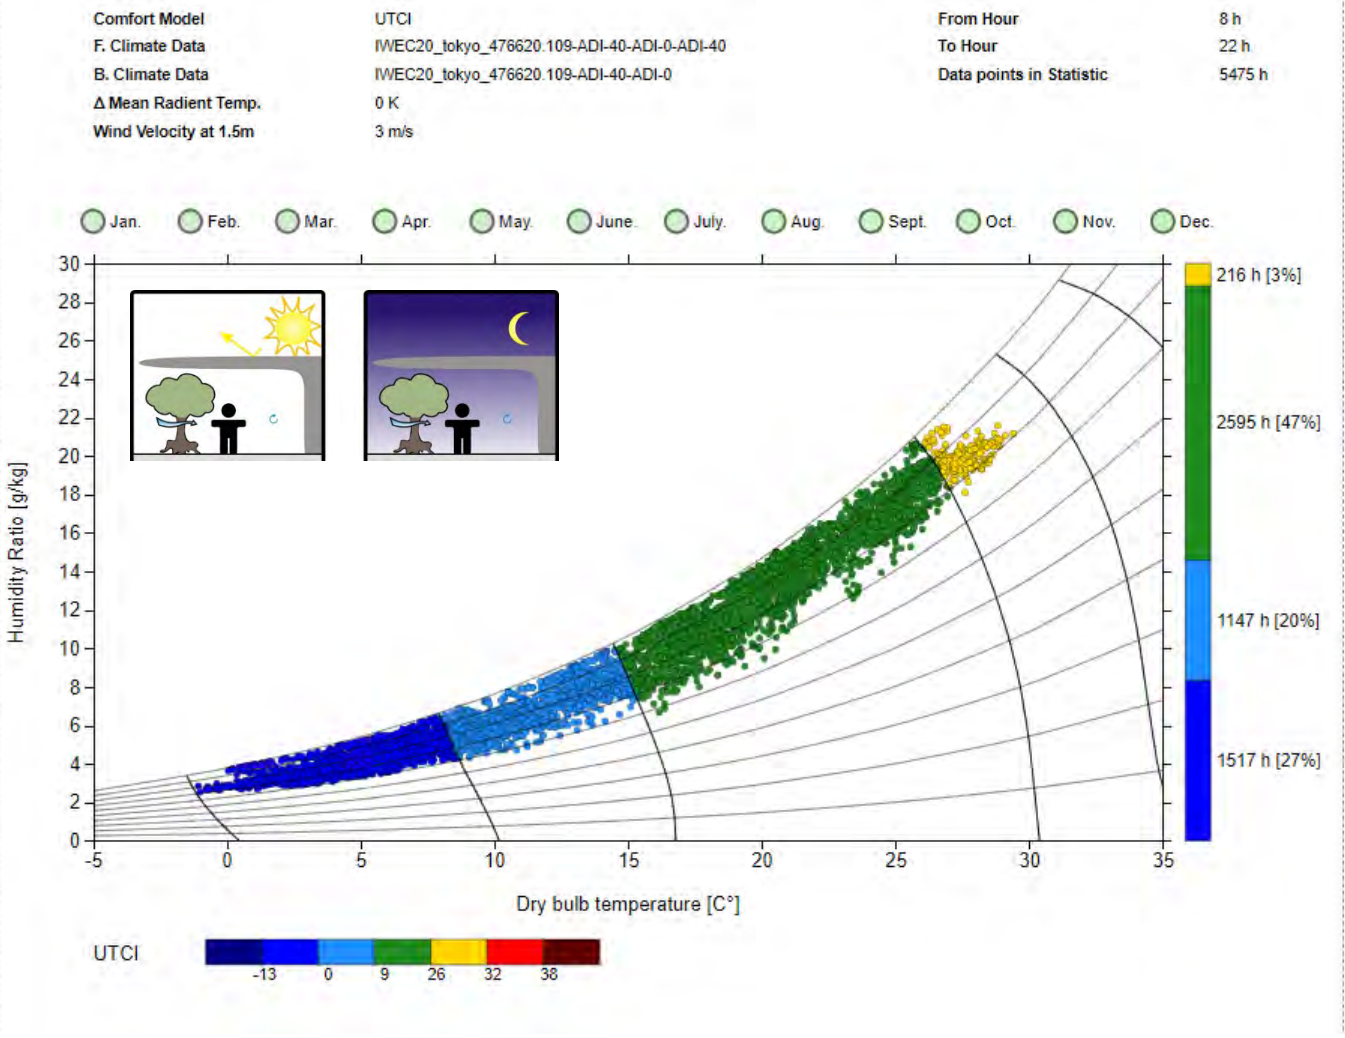 Comfort Model UTCI From Hour 8 h
F. Climate Data IWEC20_tokyo_476620.109-ADI-40-ADI-0-ADI-40 To Hour 22 h
B. Climate Data IWEC20_tokyo_476620.109-ADI-40-ADI-0 Data points in Statistic 5475 h
Δ Mean Radient Temp. 0 K
Wind Velocity at 1.5m 3 m/s
Jan. Feb. Mar. Apr. May. June. July. Aug. Sept. Oct. Nov. Dec.
30
28
26
24
22
20
18
16
14
12
10
8
6
4
2
0
Humidity Ratio [g/kg]
216 h [3%]
2595 h [47%]
1147 h [20%]
1517 h [27%]
-5 0 5 10 15 20 25 30 35
Dry bulb temperature [C°]
UTCI
-13 0 9 26 32 38